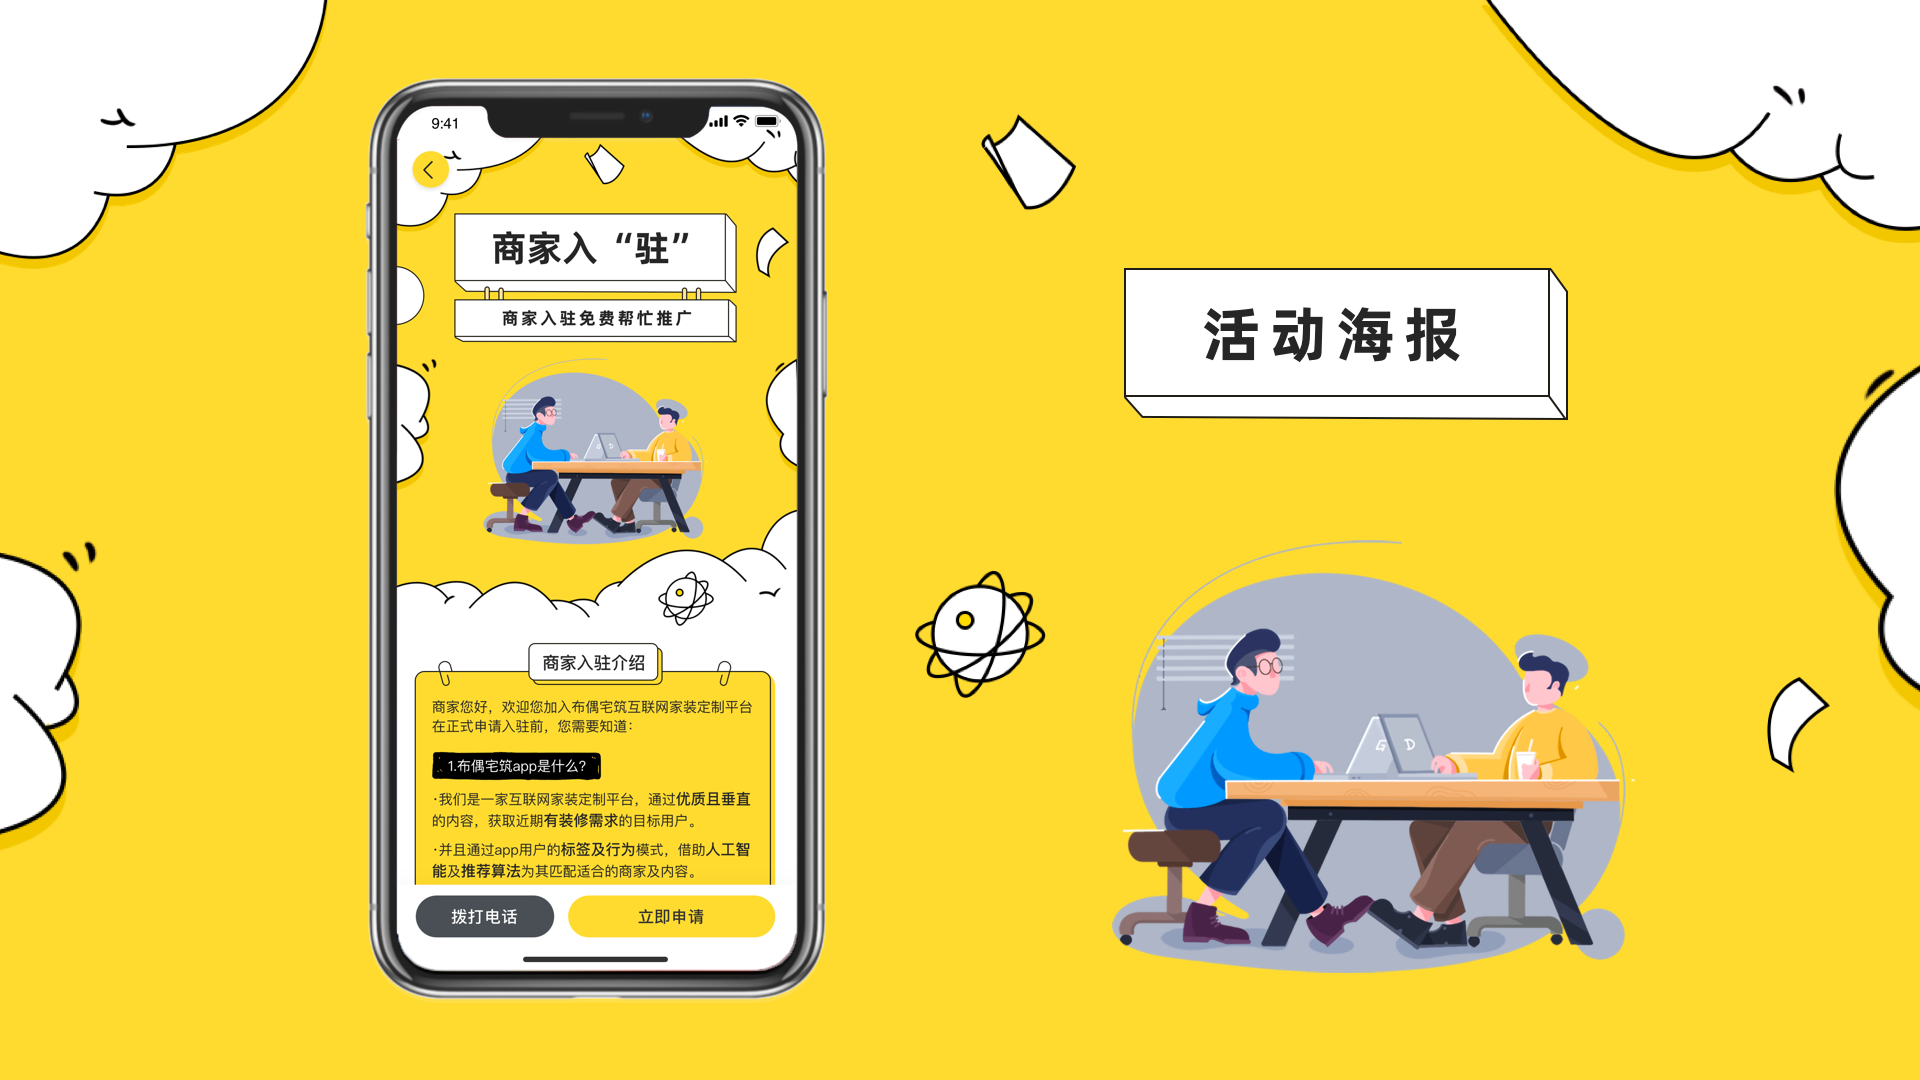 9:41
商家入“驻”
商家入驻免费帮忙推广
商家入驻介绍
商家您好，欢迎您加入布偶宅筑互联网家装定制平台
在正式申请入驻前，您需要知道：
1.布偶宅筑app是什么?
·我们是一家互联网家装定制平台，通过优质且垂直
的内容，获取近期有装修需求的目标用户。
·并且通过app用户的标签及行为模式，借助人工智
能及推荐算法为其匹配适合的商家及内容。
拨打电话
立即申请
活动海报
G D